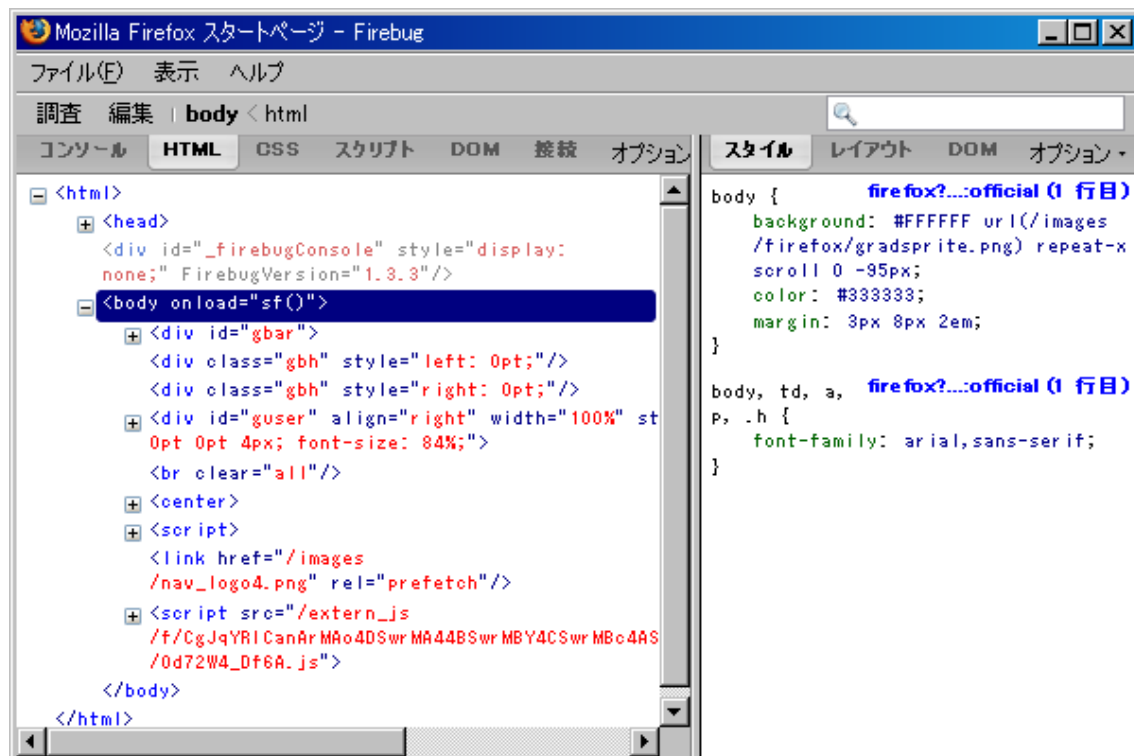 Mozilla Firefox スタートページ - Firebug
ファイル(F) 表示 ヘルプ
調査 編集 | body < html
コンソール HTML CSS スクリプト DOM 接続 オプション
<html>
<head>
<div id="_firebugConsole" style="display:
none;" FirebugVersion="1.3.3"/>
<body onload="sf()">
<div id="gbar">
<div class="gbh" style="left: 0pt;"/>
<div class="gbh" style="right: 0pt;"/>
<div id="guser" align="right" width="100%" st
0pt 0pt 4px; font-size: 84%;">
<br clear="all"/>
<center>
<script>
<link href="/images
/nav_logo4.png" rel="prefetch"/>
<script src="/extern_js
/f/CgJqYRICanArMAo4DSwrMA44BSwrMBY4CSwrMBc4AS
/0d72W4_Df6A.js">
</body>
</html>
スタイル レイアウト DOM オプション
body { firefox?...:official (1 行目)
background: #FFFFFF url(/images
/firefox/gradsprite.png) repeat-x
scroll 0 -95px;
color: #333333;
margin: 3px 8px 2em;
}
body, td, a, firefox?...:official (1 行目)
p, .h {
font-family: arial,sans-serif;
}